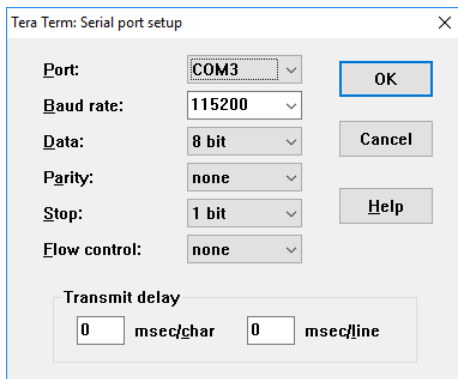 Tera Term: Serial port setup
Port: COM3
OK
Baud rate: 115200
Data: 8 bit
Cancel
Parity: none
Stop: 1 bit
Help
Flow control: none
Transmit delay
0 msec/char 0 msec/line